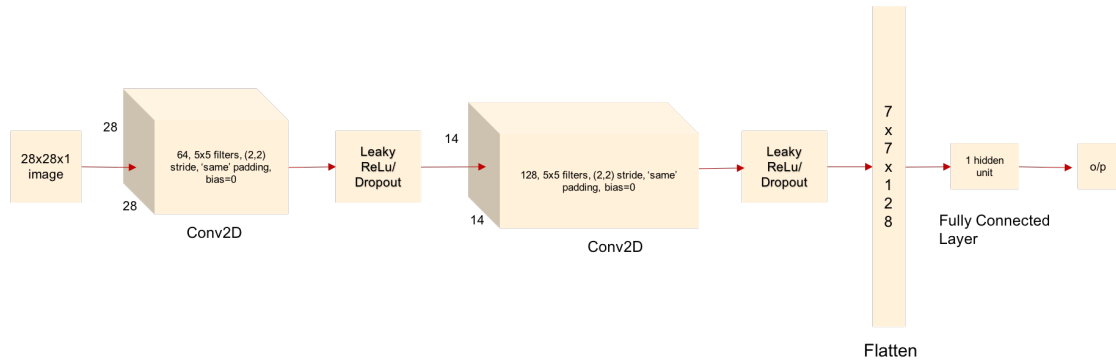 28x28x1
image
28
28
64, 5x5 filters, (2,2)
stride, ‘same’ padding,
bias=0
Conv2D
Leaky
ReLu/
Dropout
14
14
128, 5x5 filters, (2,2) stride, ‘same’
padding, bias=0
Conv2D
Leaky
ReLu/
Dropout
7
x
7
x
1
2
8
Flatten
1 hidden
unit
Fully Connected
Layer
o/p